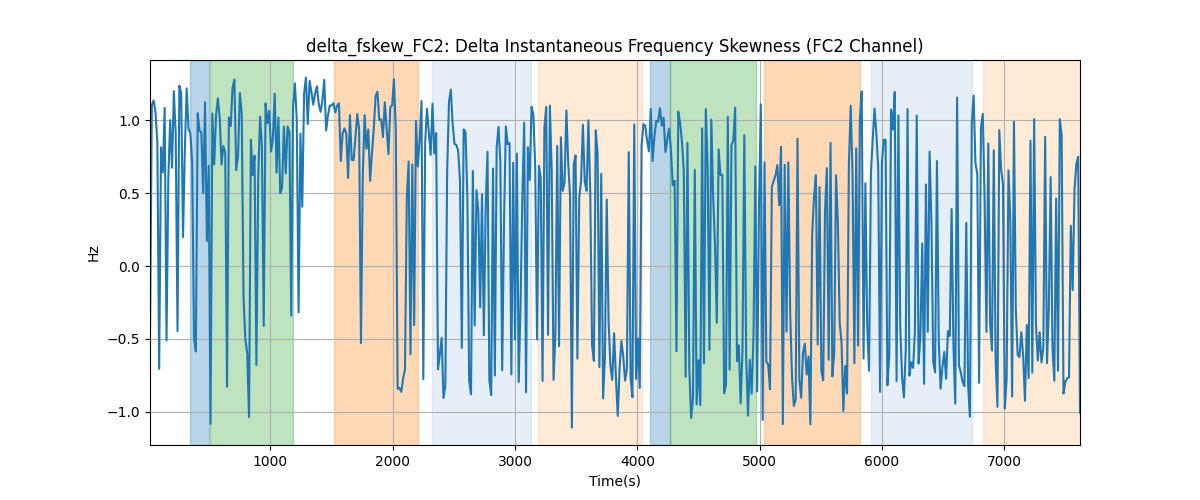 delta_fskew_FC2: Delta Instantaneous Frequency Skewness (FC2 Channel)
1.0
0.5
0.0
−0.5
−1.0
Hz
1000 2000 3000 4000 5000 6000 7000
Time(s)